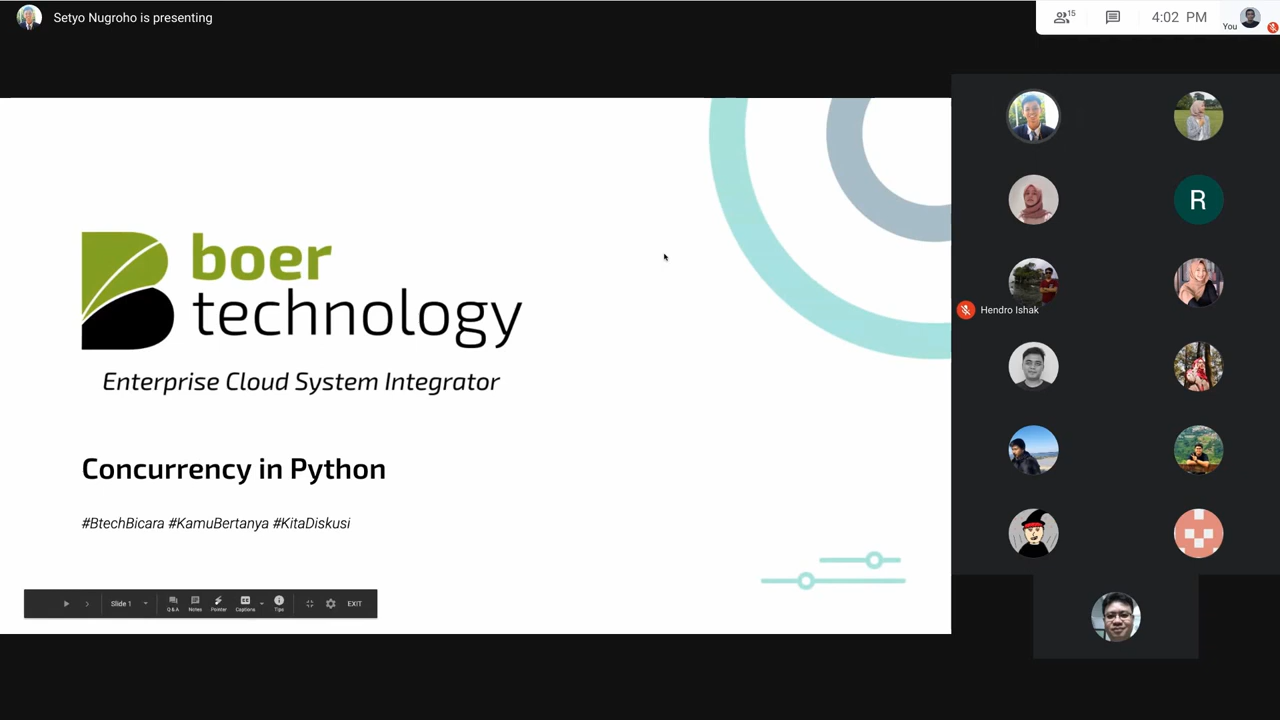 Setyo Nugroho is presenting
15
4:02 PM
You
boer
technology
Enterprise Cloud System Integrator
Concurrency in Python
#BtechBicara #KamuBertanya #KitaDiskusi
Slide 1
Q & A
Notes
Pointer
Captions
Tips
EXIT
R
Hendro Ishak